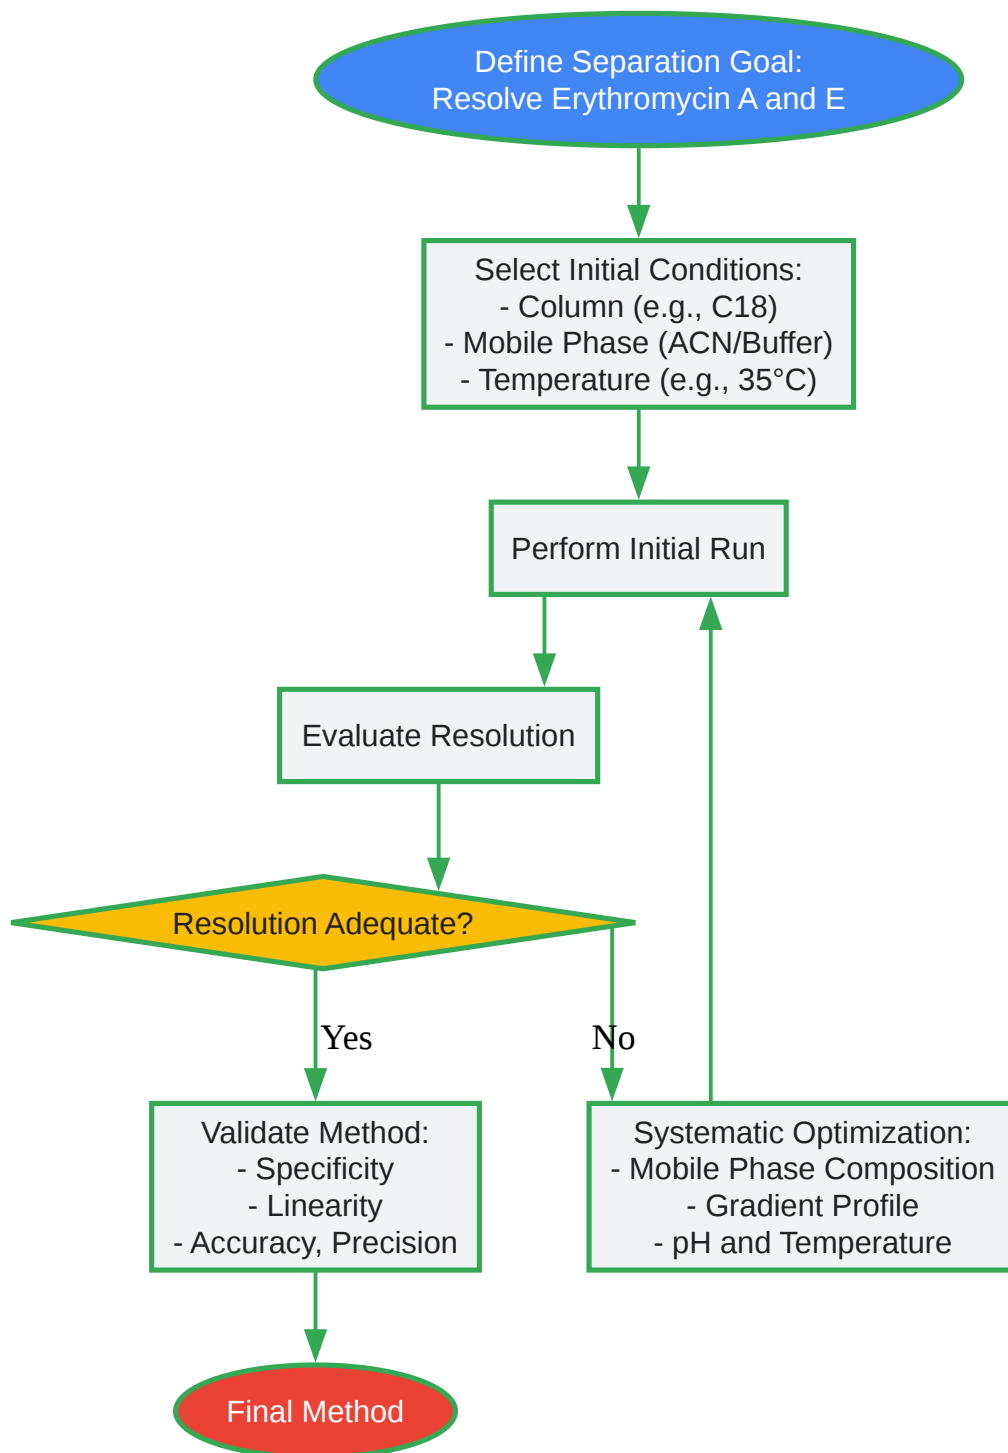 Define Separation Goal:
Resolve Erythromycin A and E
Select Initial Conditions:
- Column (e.g., C18)
- Mobile Phase (ACN/Buffer)
- Temperature (e.g., 35°C)
Perform Initial Run
Evaluate Resolution
Resolution Adequate?
Yes
No
Validate Method:
- Specificity
- Linearity
- Accuracy, Precision
Systematic Optimization:
- Mobile Phase Composition
- Gradient Profile
- pH and Temperature
Final Method